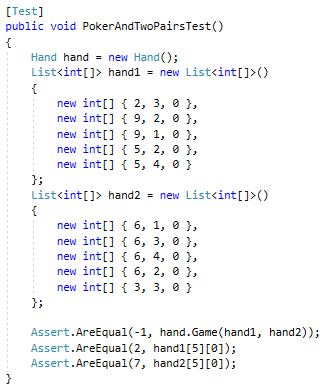 [Test]
public void PokerAndTwoPairsTest()
{
    Hand hand = new Hand();
    List<int[]> hand1 = new List<int[]>()
    {
        new int[] { 2, 3, 0 },
        new int[] { 9, 2, 0 },
        new int[] { 9, 1, 0 },
        new int[] { 5, 2, 0 },
        new int[] { 5, 4, 0 }
    };
    List<int[]> hand2 = new List<int[]>()
    {
        new int[] { 6, 1, 0 },
        new int[] { 6, 3, 0 },
        new int[] { 6, 4, 0 },
        new int[] { 6, 2, 0 },
        new int[] { 3, 3, 0 }
    };

    Assert.AreEqual(-1, hand.Game(hand1, hand2));
    Assert.AreEqual(2, hand1[5][0]);
    Assert.AreEqual(7, hand2[5][0]);
}